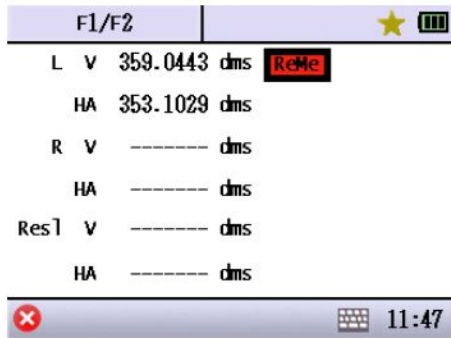 F1/F2
L V 359.0443 dms ReMe
HA 353.1029 dms
R V ------- dms
HA ------- dms
Resl V ------- dms
HA ------- dms
11:47